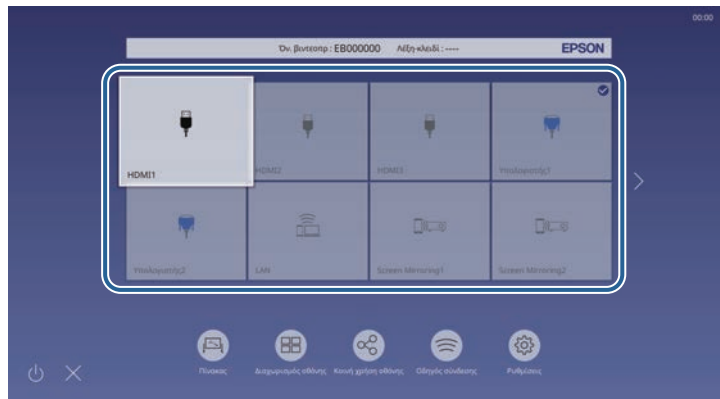 00:00
Όν. βιντεοπρ : EB000000 Λέξη-κλειδί : ---- EPSON
HDMI1 HDMI2 HDMI3 Υπολογιστής1
Υπολογιστής2 LAN Screen Mirroring1 Screen Mirroring2
Πίνακας Διαχωρισμός οθόνης Κοινή χρήση οθόνης Οδηγός σύνδεσης Ρυθμίσεις